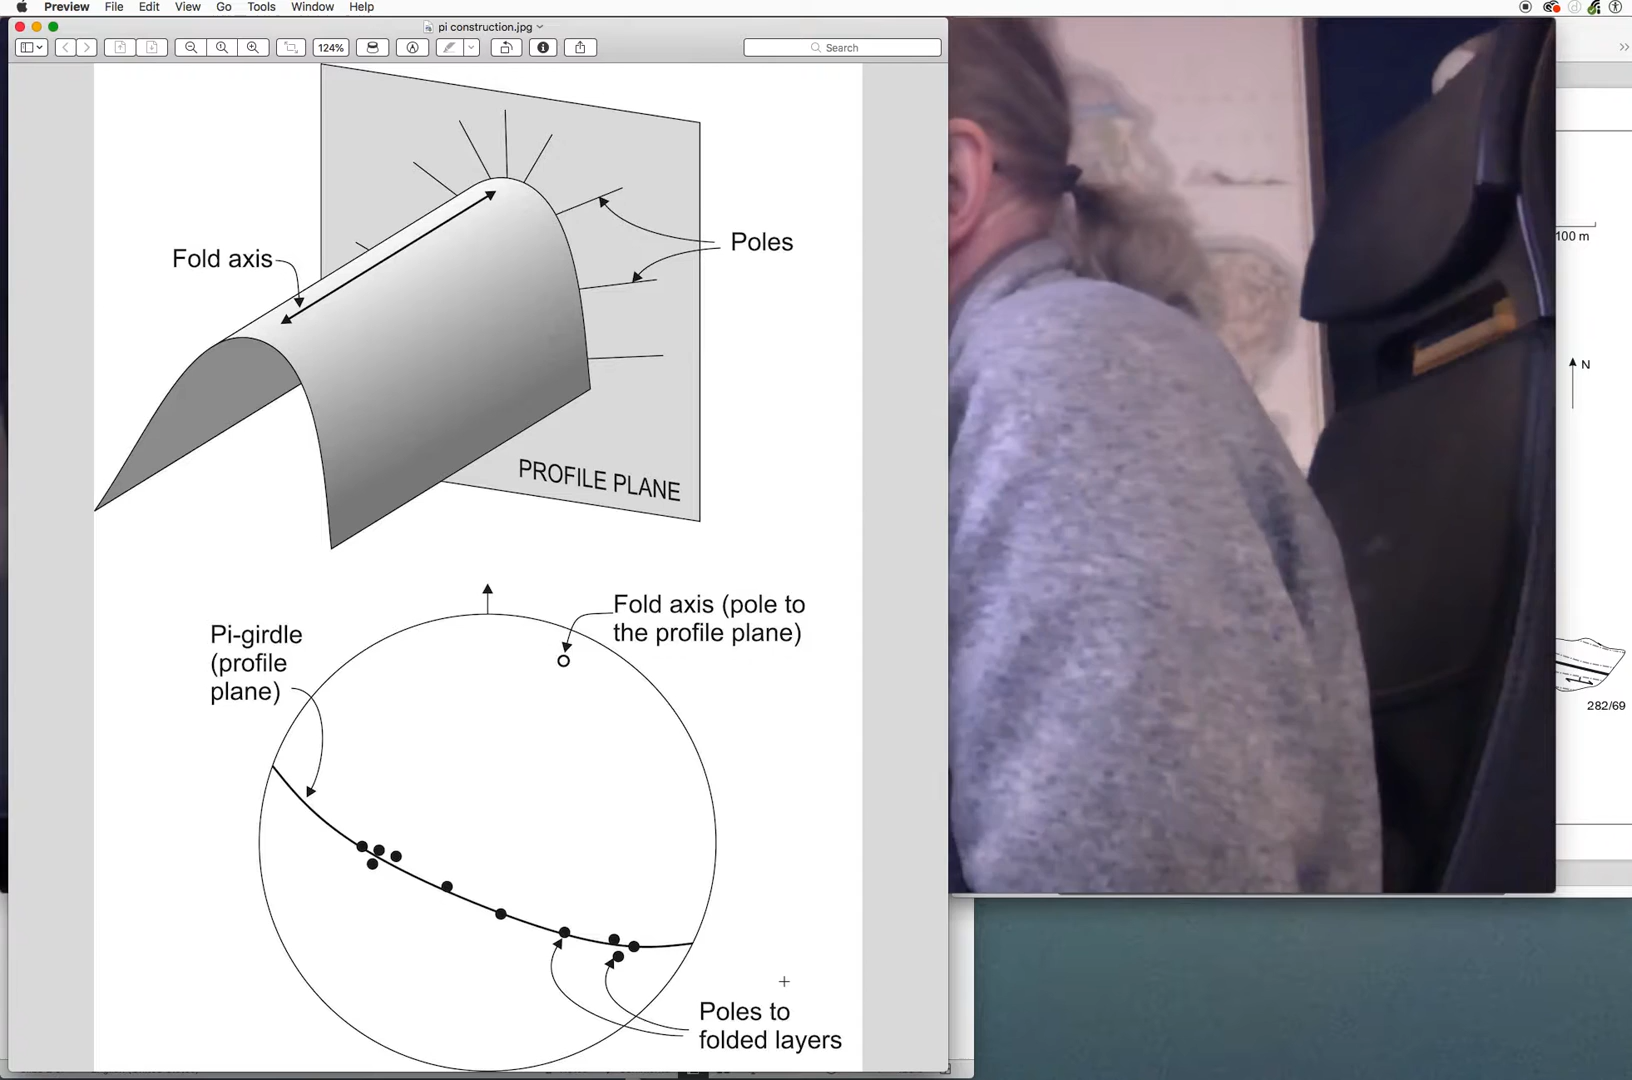 Preview File Edit View Go Tools Window Help
pi construction.jpg
124%
Search
Fold axis
Poles
PROFILE PLANE
Fold axis (pole to
the profile plane)
Pi-girdle
(profile
plane)
Poles to
folded layers
100 m
N
282/69